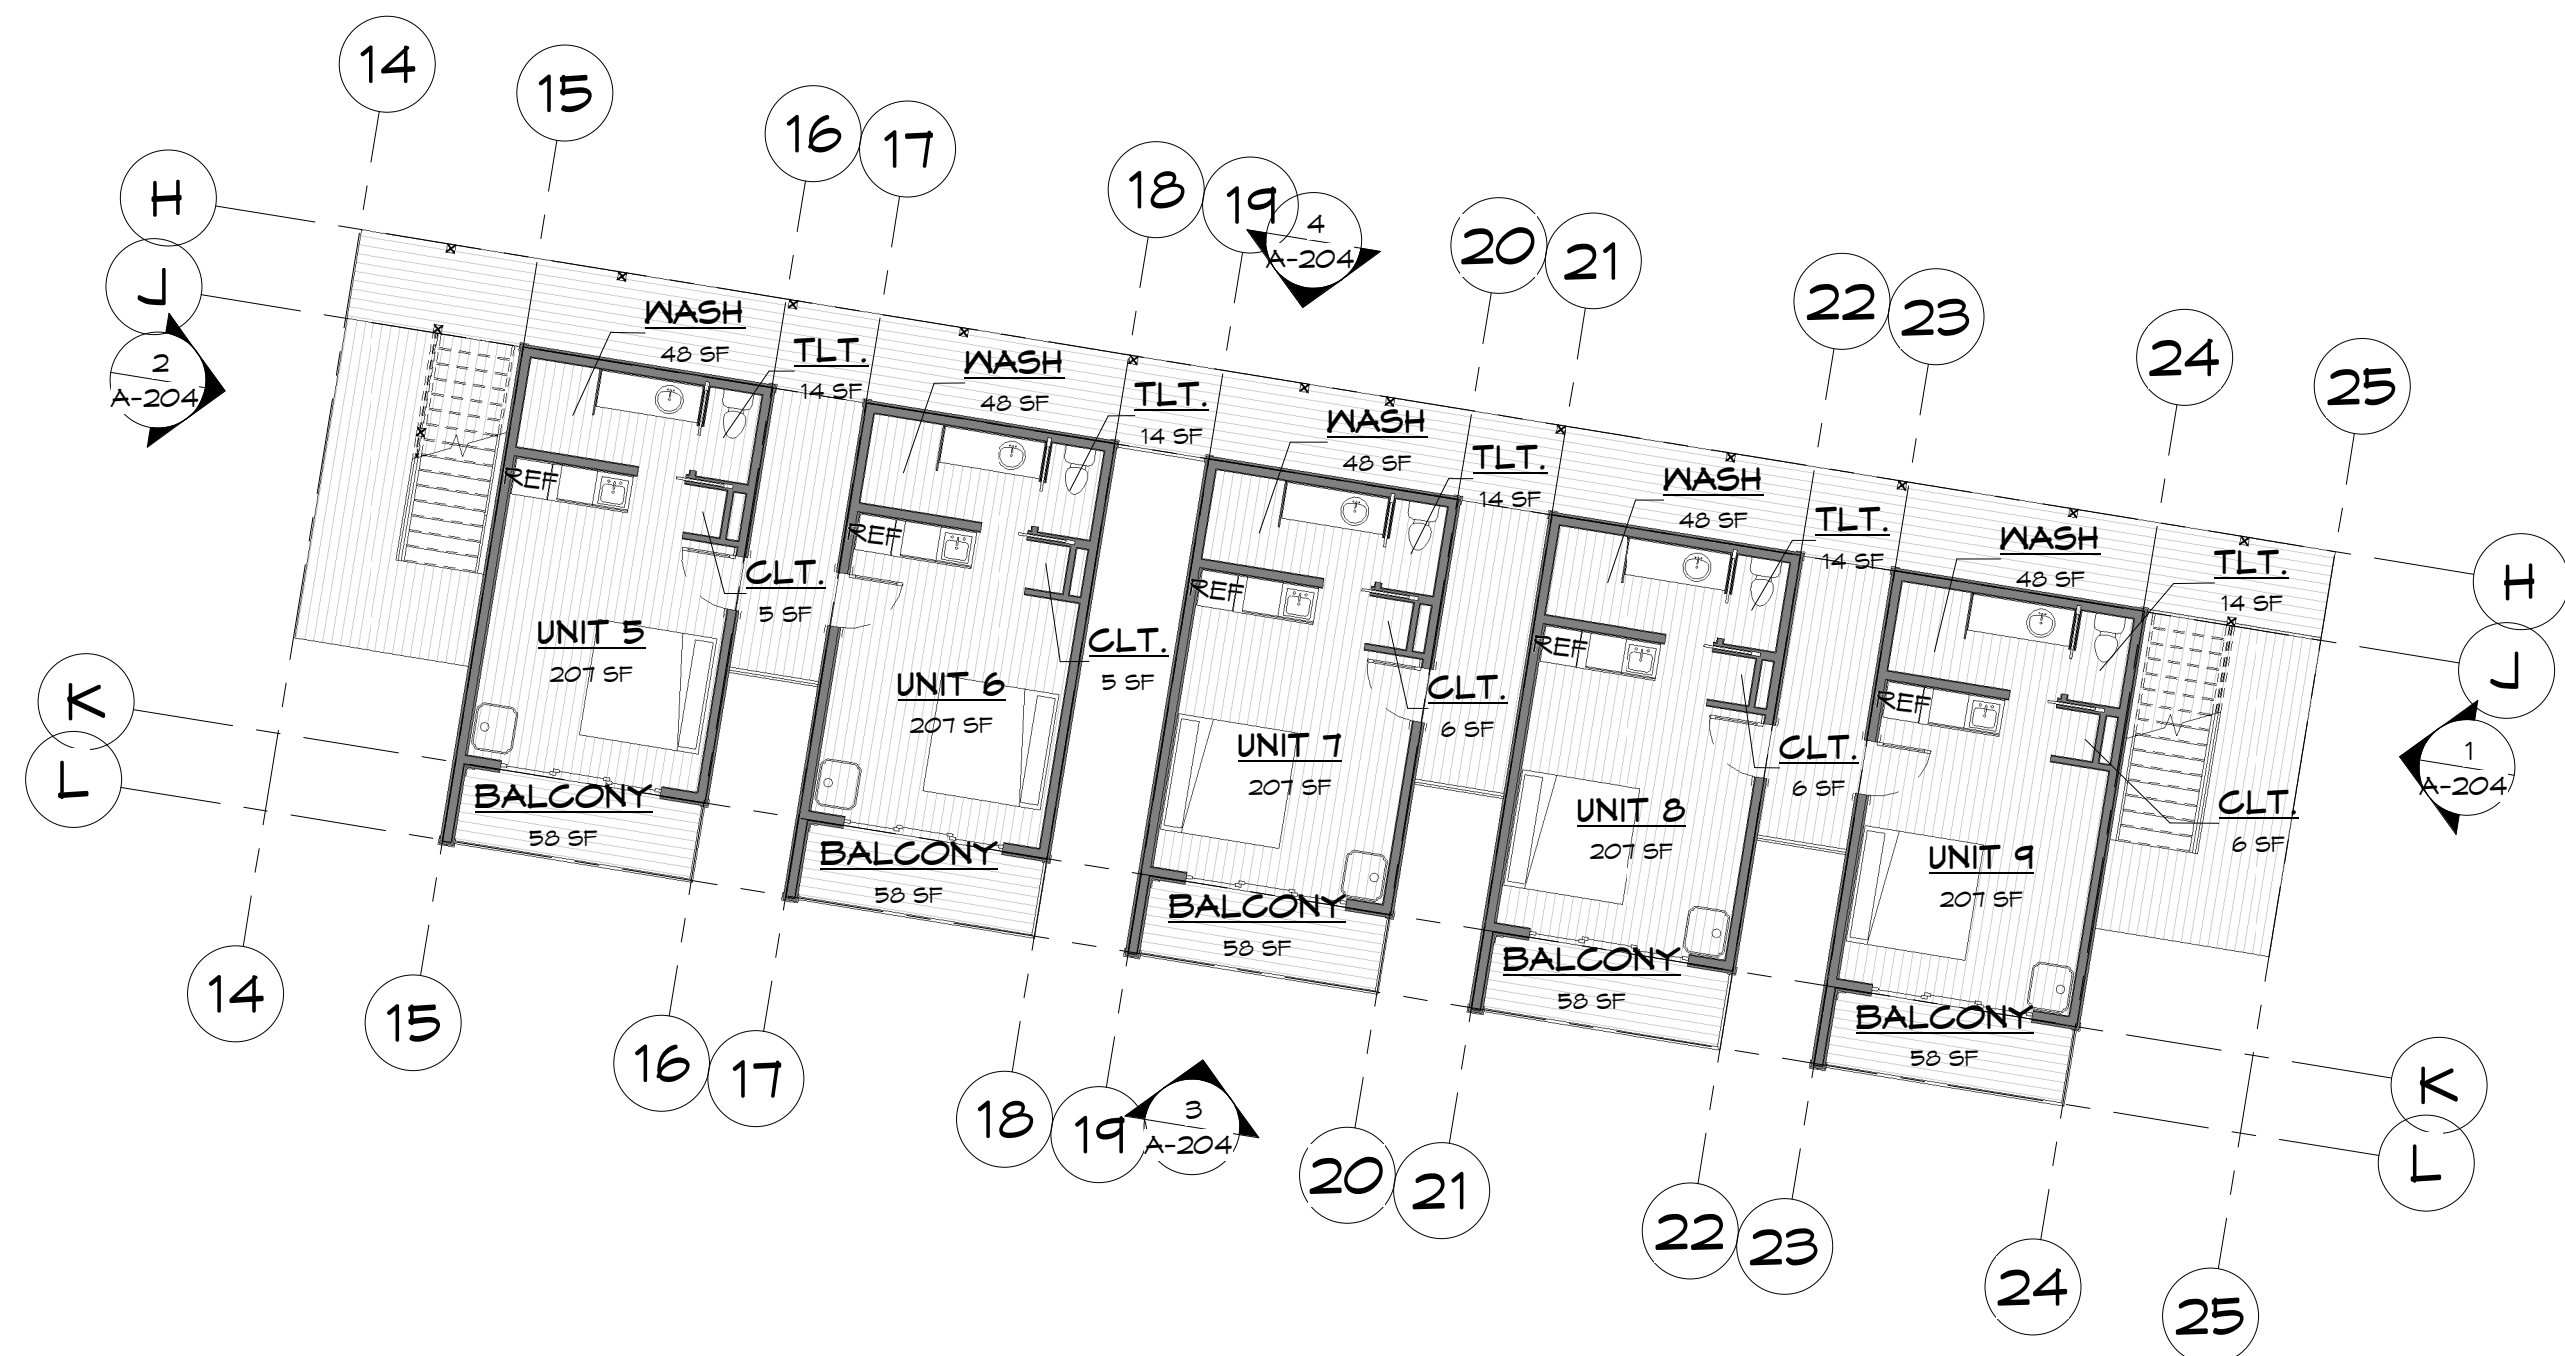 14
15
16
17
18
19
20
21
22
23
24
25
H
J
K
L
2
A-204
4
A-204
WASH
48 SF
TLT.
14 SF
REF
CLT.
5 SF
UNIT 5
207 SF
BALCONY
58 SF
WASH
48 SF
TLT.
14 SF
REF
CLT.
5 SF
UNIT 6
207 SF
BALCONY
58 SF
WASH
48 SF
TLT.
14 SF
REF
CLT.
6 SF
UNIT 7
207 SF
BALCONY
58 SF
WASH
48 SF
TLT.
14 SF
REF
CLT.
6 SF
UNIT 8
207 SF
BALCONY
58 SF
WASH
48 SF
TLT.
14 SF
REF
CLT.
6 SF
UNIT 9
207 SF
BALCONY
58 SF
H
J
1
A-204
K
L
3
A-204
14
15
16
17
18
19
20
21
22
23
24
25